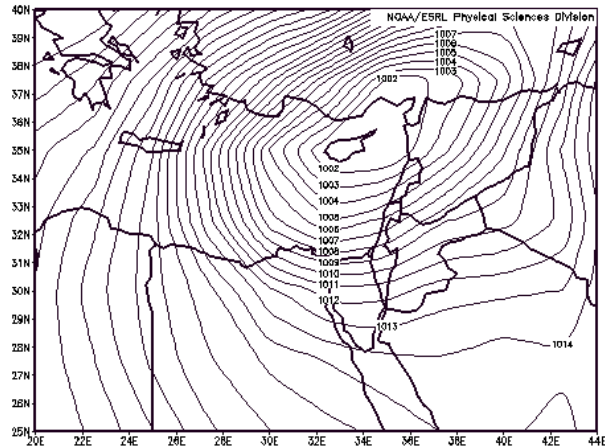 40N
NOAA/ESRL Physical Sciences Division
39N
1007
1006
1005
38N
1004
1003
1002
37N
36N
35N
1002
1003
34N
1004
33N
1005
1006
32N
1007
1008
31N
1009
1010
1011
30N
1012
29N
1013
1014
28N
27N
26N
25N
20E 22E 24E 26E 28E 30E 32E 34E 36E 38E 40E 42E 44E